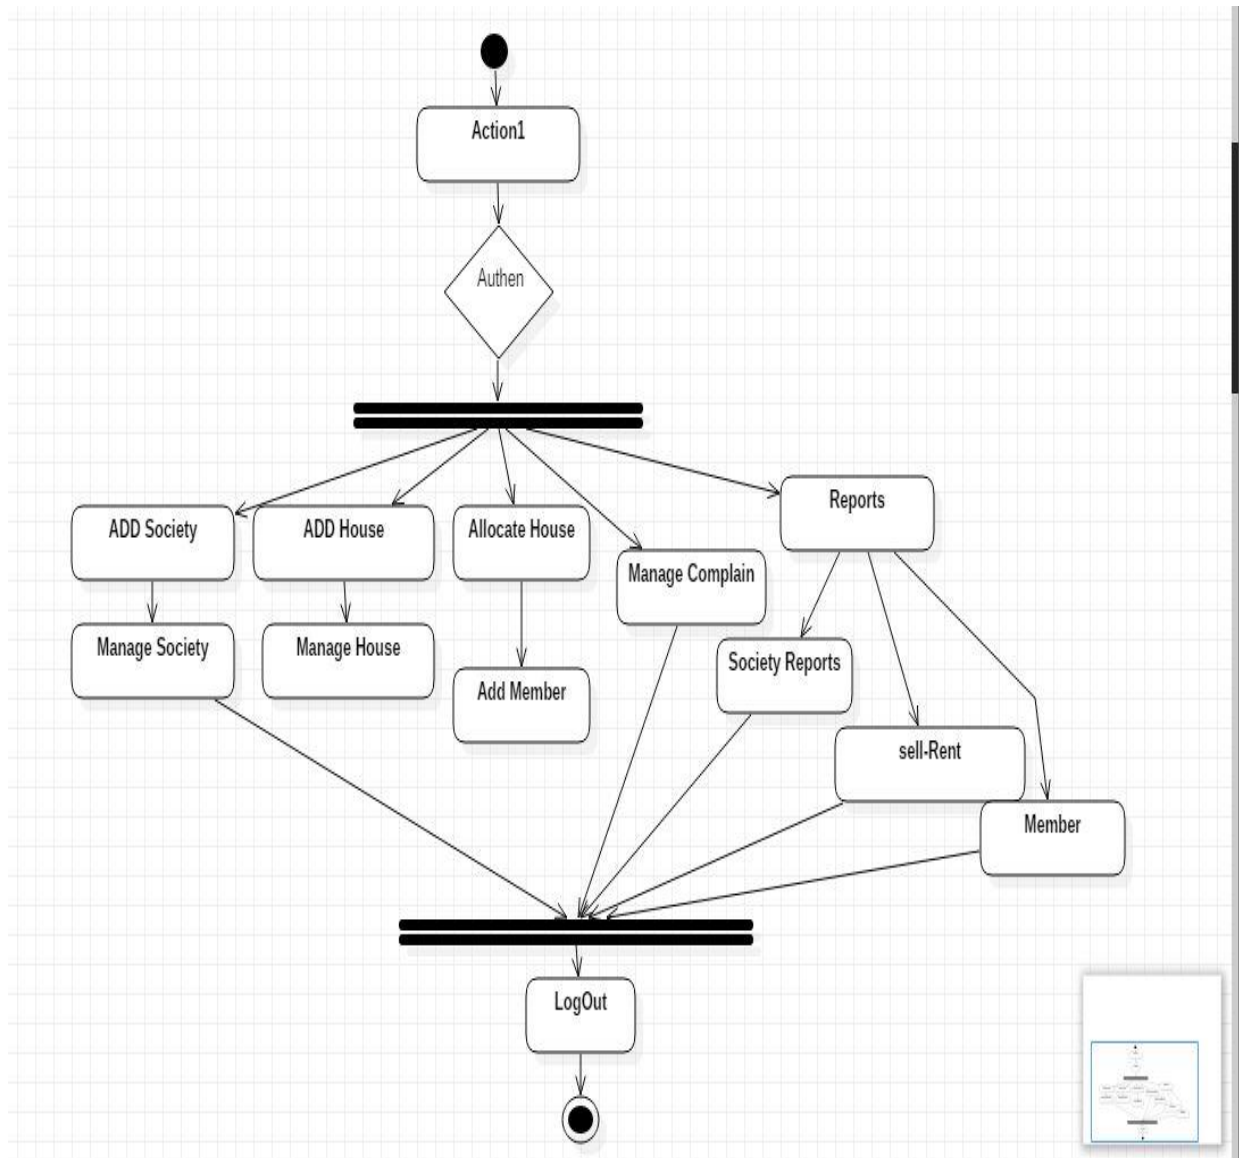 Action1
Authen
Reports
ADD Society
ADD House
Allocate House
Manage Complain
Manage Society
Manage House
Society Reports
Add Member
sell-Rent
Member
LogOut